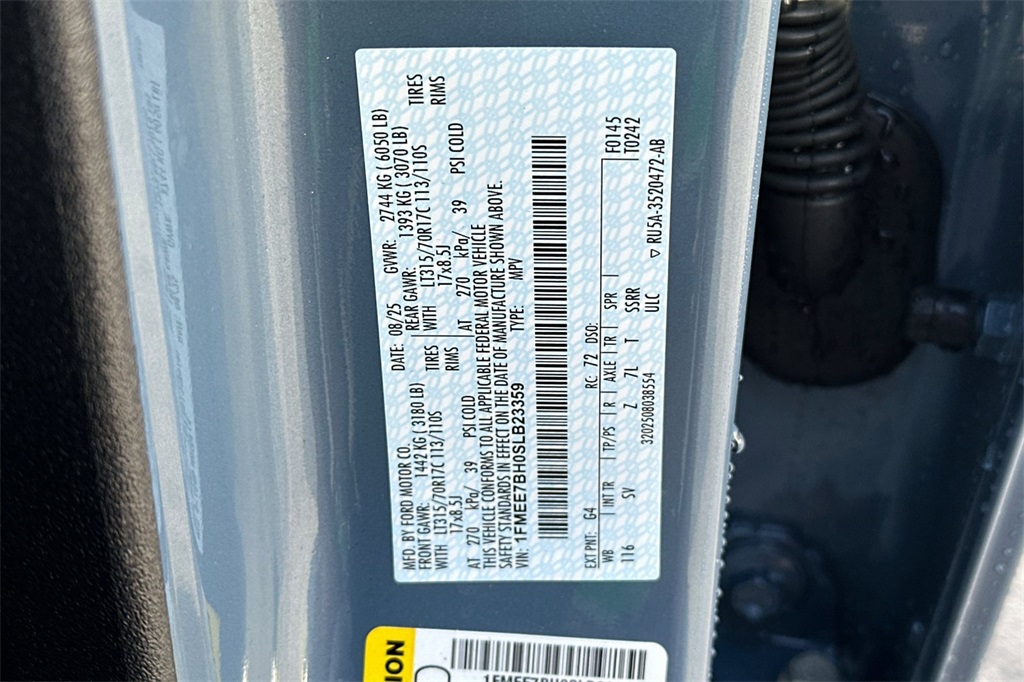 MFD. BY FORD MOTOR CO.
DATE: 08/25 GVWR: 2744 KG ( 6050 LB)
FRONT GAWR: 1442 KG ( 3180 LB) REAR GAWR: 1393 KG ( 3070 LB)
WITH LT315/70R17C 113/110S TIRES WITH LT315/70R17C 113/110S TIRES
17x8.5J RIMS 17x8.5J RIMS
AT 270 kPa/ 39 PSI COLD AT 270 kPa/ 39 PSI COLD
THIS VEHICLE CONFORMS TO ALL APPLICABLE FEDERAL MOTOR VEHICLE
SAFETY STANDARDS IN EFFECT ON THE DATE OF MANUFACTURE SHOWN ABOVE.
VIN: 1FMEE7BH0SLB23359 TYPE: MPV
F0145
EXT PNT: G4 RC: 72 DSO: T0242
WB | INT TR | TP/PS | R | AXLE | TR | SPR |
116 SV Z 7L T SSRR
3202508038554 ULC
▽ RU5A-3520472-AB